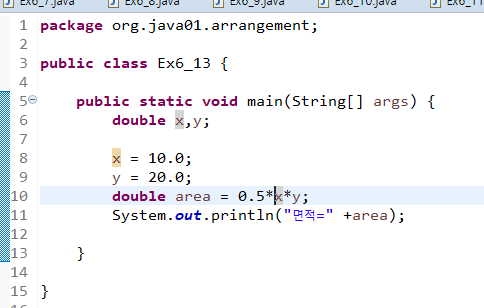 Ex6_7.java Ex6_8.java Ex6_9.java Ex6_10.java Ex6_11
1 package org.java01.arrangement;
2
3 public class Ex6_13 {
4
5 public static void main(String[] args) {
6 double x,y;
7
8 x = 10.0;
9 y = 20.0;
10 double area = 0.5*x*y;
11 System.out.println("면적=" +area);
12
13 }
14
15 }